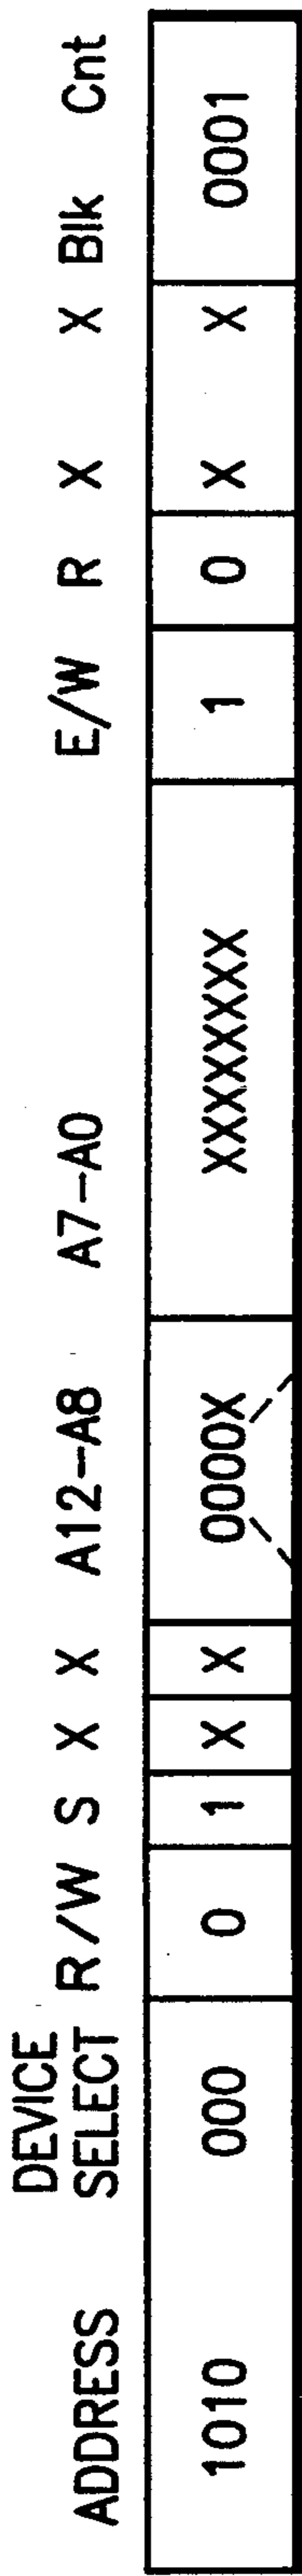 DEVICE
ADDRESS SELECT R/W S X X A12-A8 A7-A0 E/W R X X Blk Cnt
1010 000 0 1 X X 0000X XXXXXXXX 1 0 X X 0001